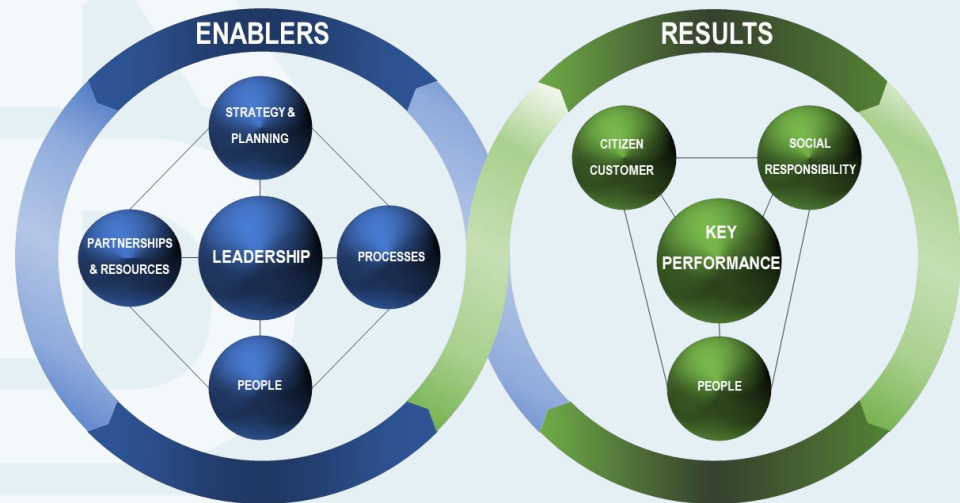 ENABLERS
STRATEGY &
PLANNING
PARTNERSHIPS
& RESOURCES
LEADERSHIP
PROCESSES
PEOPLE
RESULTS
CITIZEN
CUSTOMER
SOCIAL
RESPONSIBILITY
KEY
PERFORMANCE
PEOPLE